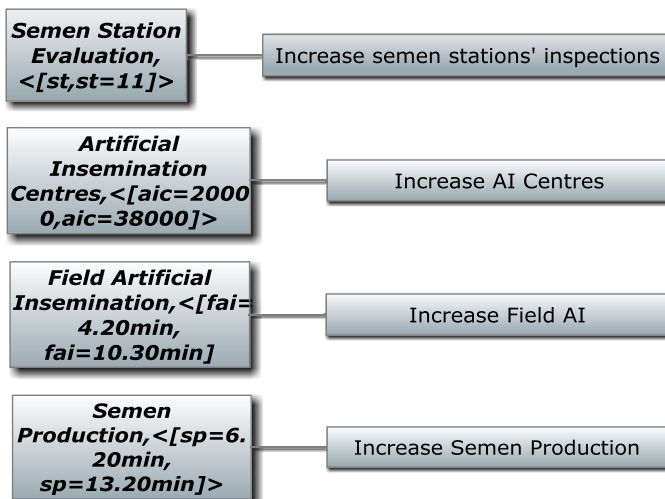 Semen Station
Evaluation,
<[st,st=11]>
Increase semen stations' inspections
Artificial
Insemination
Centres,<[aic=2000
0,aic=38000]>
Increase AI Centres
Field Artificial
Insemination,<[fai=
4.20min,
fai=10.30min]
Increase Field AI
Semen
Production,<[sp=6.
20min,
sp=13.20min]>
Increase Semen Production